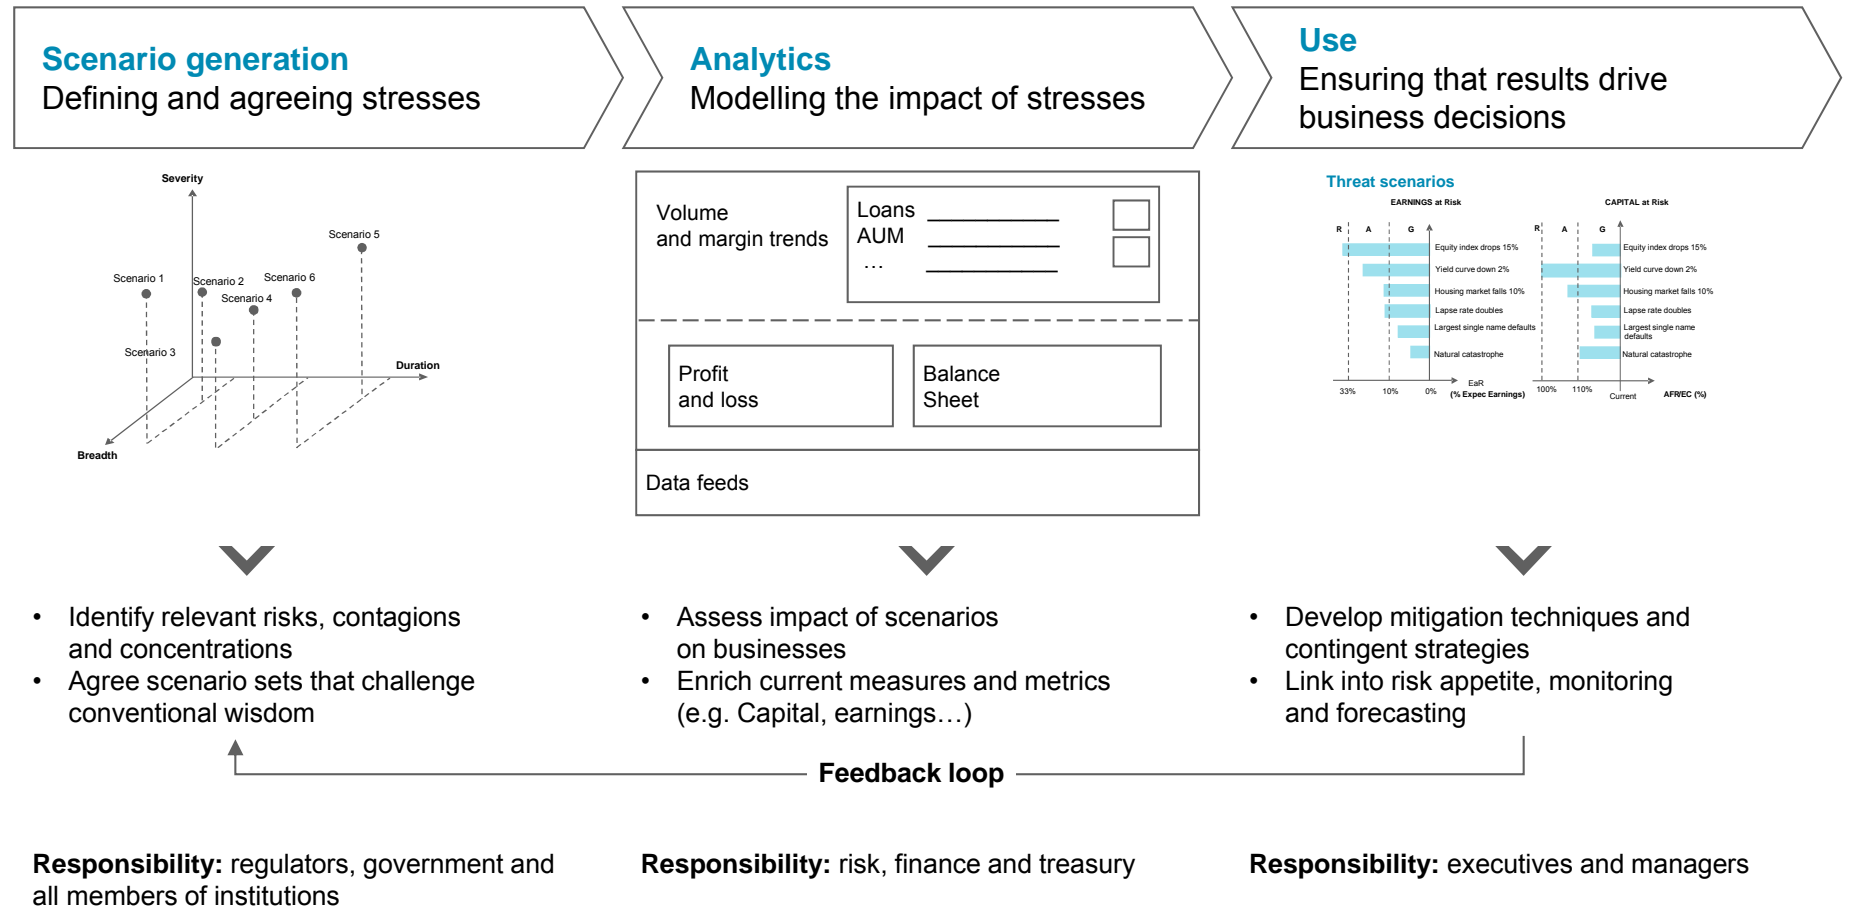 Scenario generation
Defining and agreeing stresses
Analytics
Modelling the impact of stresses
Use
Ensuring that results drive
business decisions
Severity
Scenario 5
Scenario 1
Scenario 2
Scenario 6
Scenario 4
Scenario 3
Duration
Breadth
Volume
and margin trends
Loans
AUM
...
Profit
and loss
Balance
Sheet
Data feeds
Threat scenarios
EARNINGS at Risk
R A G
Equity index drops 15%
Yield curve down 2%
Housing market falls 10%
Lapse rate doubles
Largest single name defaults
Natural catastrophe
33% 10% 0%
EaR
(% Expec Earnings)
CAPITAL at Risk
R A G
Equity index drops 15%
Yield curve down 2%
Housing market falls 10%
Lapse rate doubles
Largest single name
defaults
Natural catastrophe
100% 110%
Current
AFR/EC (%)
• Identify relevant risks, contagions
and concentrations
• Agree scenario sets that challenge
conventional wisdom
• Assess impact of scenarios
on businesses
• Enrich current measures and metrics
(e.g. Capital, earnings…)
• Develop mitigation techniques and
contingent strategies
• Link into risk appetite, monitoring
and forecasting
Feedback loop
Responsibility: regulators, government and
all members of institutions
Responsibility: risk, finance and treasury
Responsibility: executives and managers